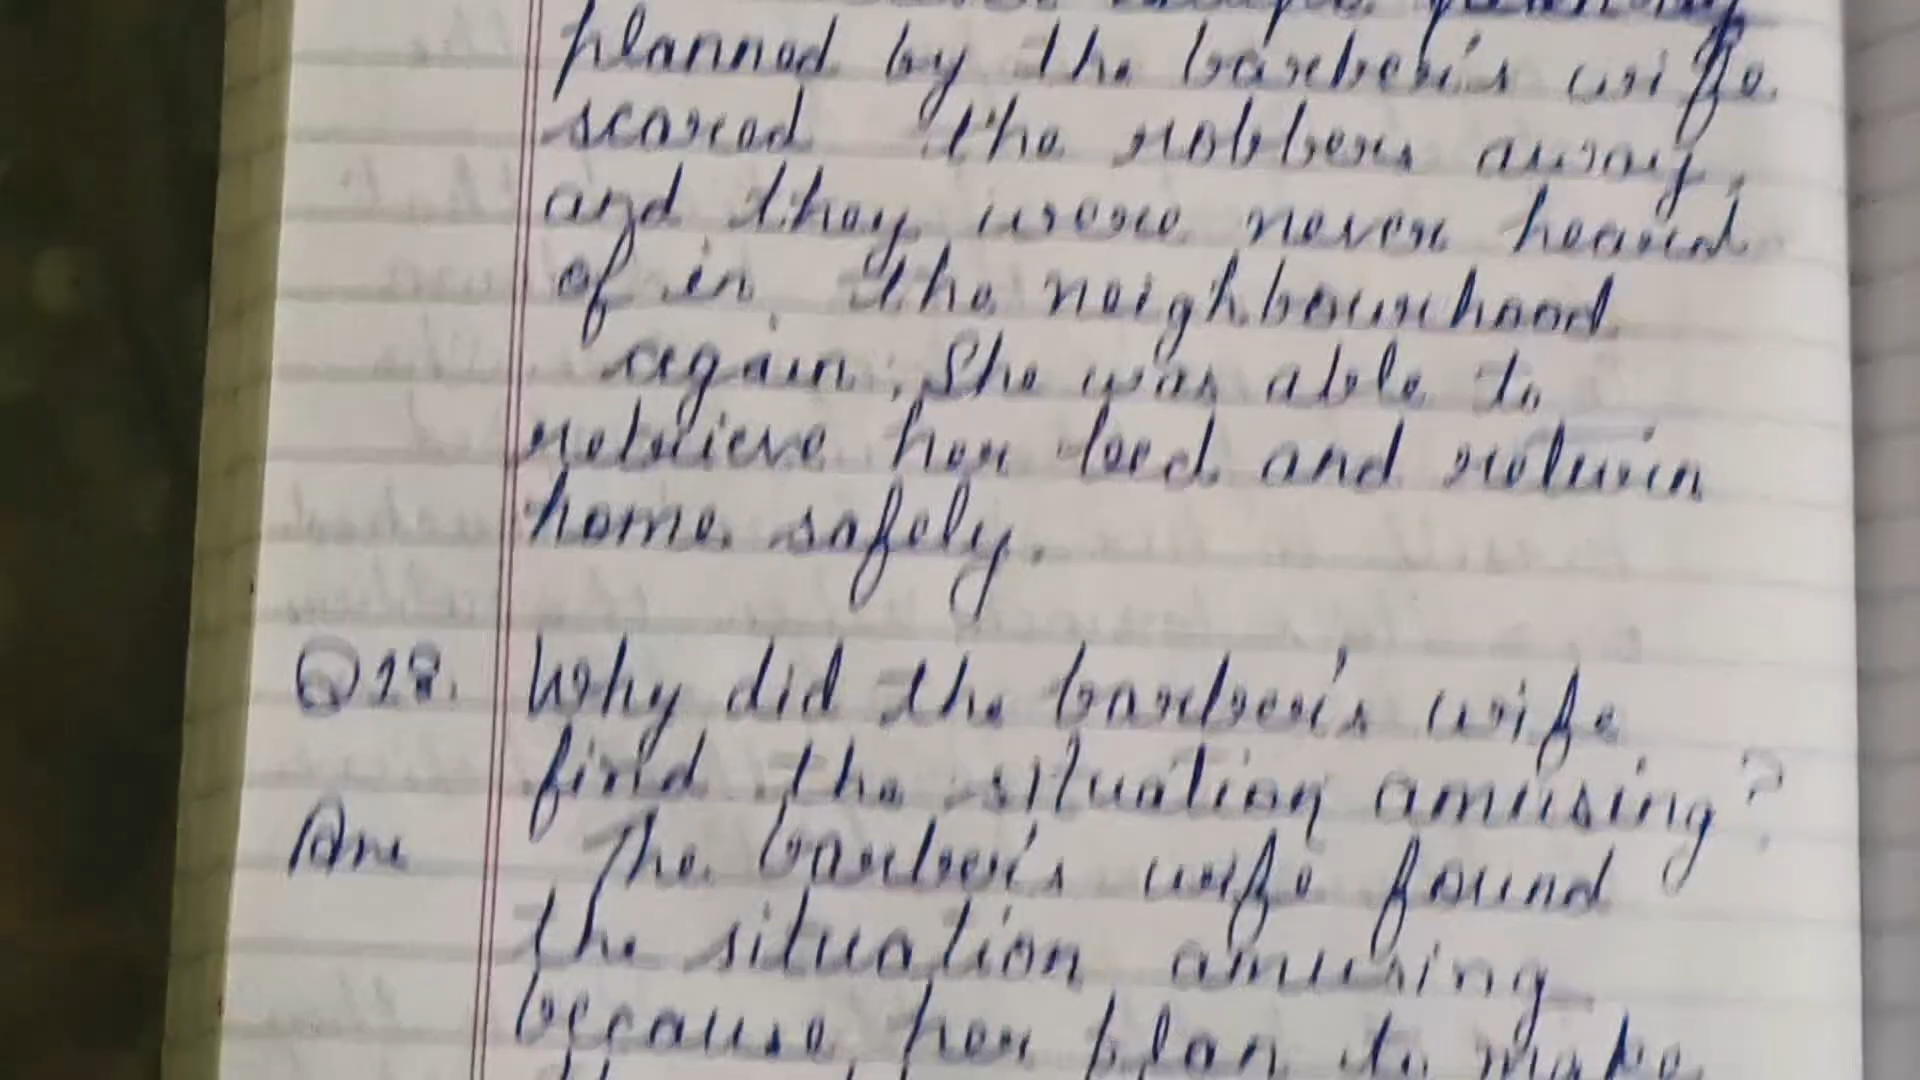 planned by the barber's wife
scared the robbers away,
and they were never heard
of in the neighbourhood
again. She was able to
retrieve her bed and return
home safely.
Q18. Why did the barber's wife
find the situation amusing?
Ans The barber's wife found
the situation amusing
because her plan to make